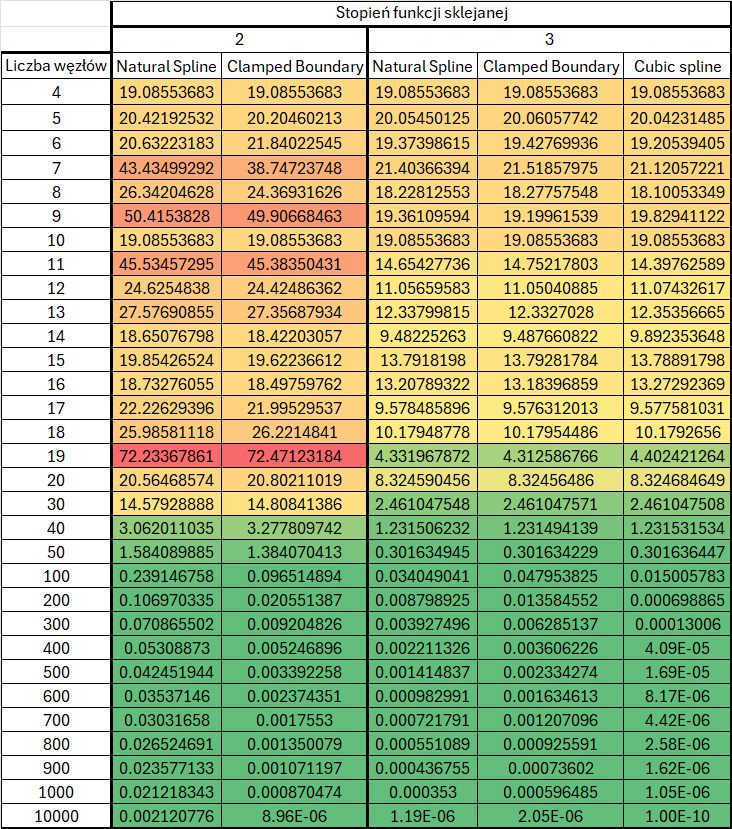 Stopień funkcji sklejanej
2 3
Liczba węzłów Natural Spline Clamped Boundary Natural Spline Clamped Boundary Cubic spline
4 19.08553683 19.08553683 19.08553683 19.08553683 19.08553683
5 20.42192532 20.20460213 20.05450125 20.06057742 20.04231485
6 20.63223183 21.84022545 19.37398615 19.42769936 19.20539405
7 43.43499292 38.74723748 21.40366394 21.51857975 21.12057221
8 26.34204628 24.36931626 18.22812553 18.27757548 18.10053349
9 50.4153828 49.90668463 19.36109594 19.19961539 19.82941122
10 19.08553683 19.08553683 19.08553683 19.08553683 19.08553683
11 45.53457295 45.38350431 14.65427736 14.75217803 14.39762589
12 24.6254838 24.42486362 11.05659583 11.05040885 11.07432617
13 27.57690855 27.35687934 12.33799815 12.3327028 12.35356665
14 18.65076798 18.42203057 9.48225263 9.487660822 9.892353648
15 19.85426524 19.62236612 13.7918198 13.79281784 13.78891798
16 18.73276055 18.49759762 13.20789322 13.18396859 13.27292369
17 22.22629396 21.99529537 9.578485896 9.576312013 9.577581031
18 25.98581118 26.2214841 10.17948778 10.17954486 10.1792656
19 72.23367861 72.47123184 4.331967872 4.312586766 4.402421264
20 20.56468574 20.80211019 8.324590456 8.32456486 8.324684649
30 14.57928888 14.80841386 2.461047548 2.461047571 2.461047508
40 3.062011035 3.277809742 1.231506232 1.231494139 1.231531534
50 1.584089885 1.384070413 0.301634945 0.301634229 0.301636447
100 0.239146758 0.096514894 0.034049041 0.047953825 0.015005783
200 0.106970335 0.020551387 0.008798925 0.013584552 0.000698865
300 0.070865502 0.009204826 0.003927496 0.006285137 0.00013006
400 0.05308873 0.005246896 0.002211326 0.003606226 4.09E-05
500 0.042451944 0.003392258 0.001414837 0.002334274 1.69E-05
600 0.03537146 0.002374351 0.000982991 0.001634613 8.17E-06
700 0.03031658 0.0017553 0.000721791 0.001207096 4.42E-06
800 0.026524691 0.001350079 0.000551089 0.000925591 2.58E-06
900 0.023577133 0.001071197 0.000436755 0.00073602 1.62E-06
1000 0.021218343 0.000870474 0.000353 0.000596485 1.05E-06
10000 0.002120776 8.96E-06 1.19E-06 2.05E-06 1.00E-10